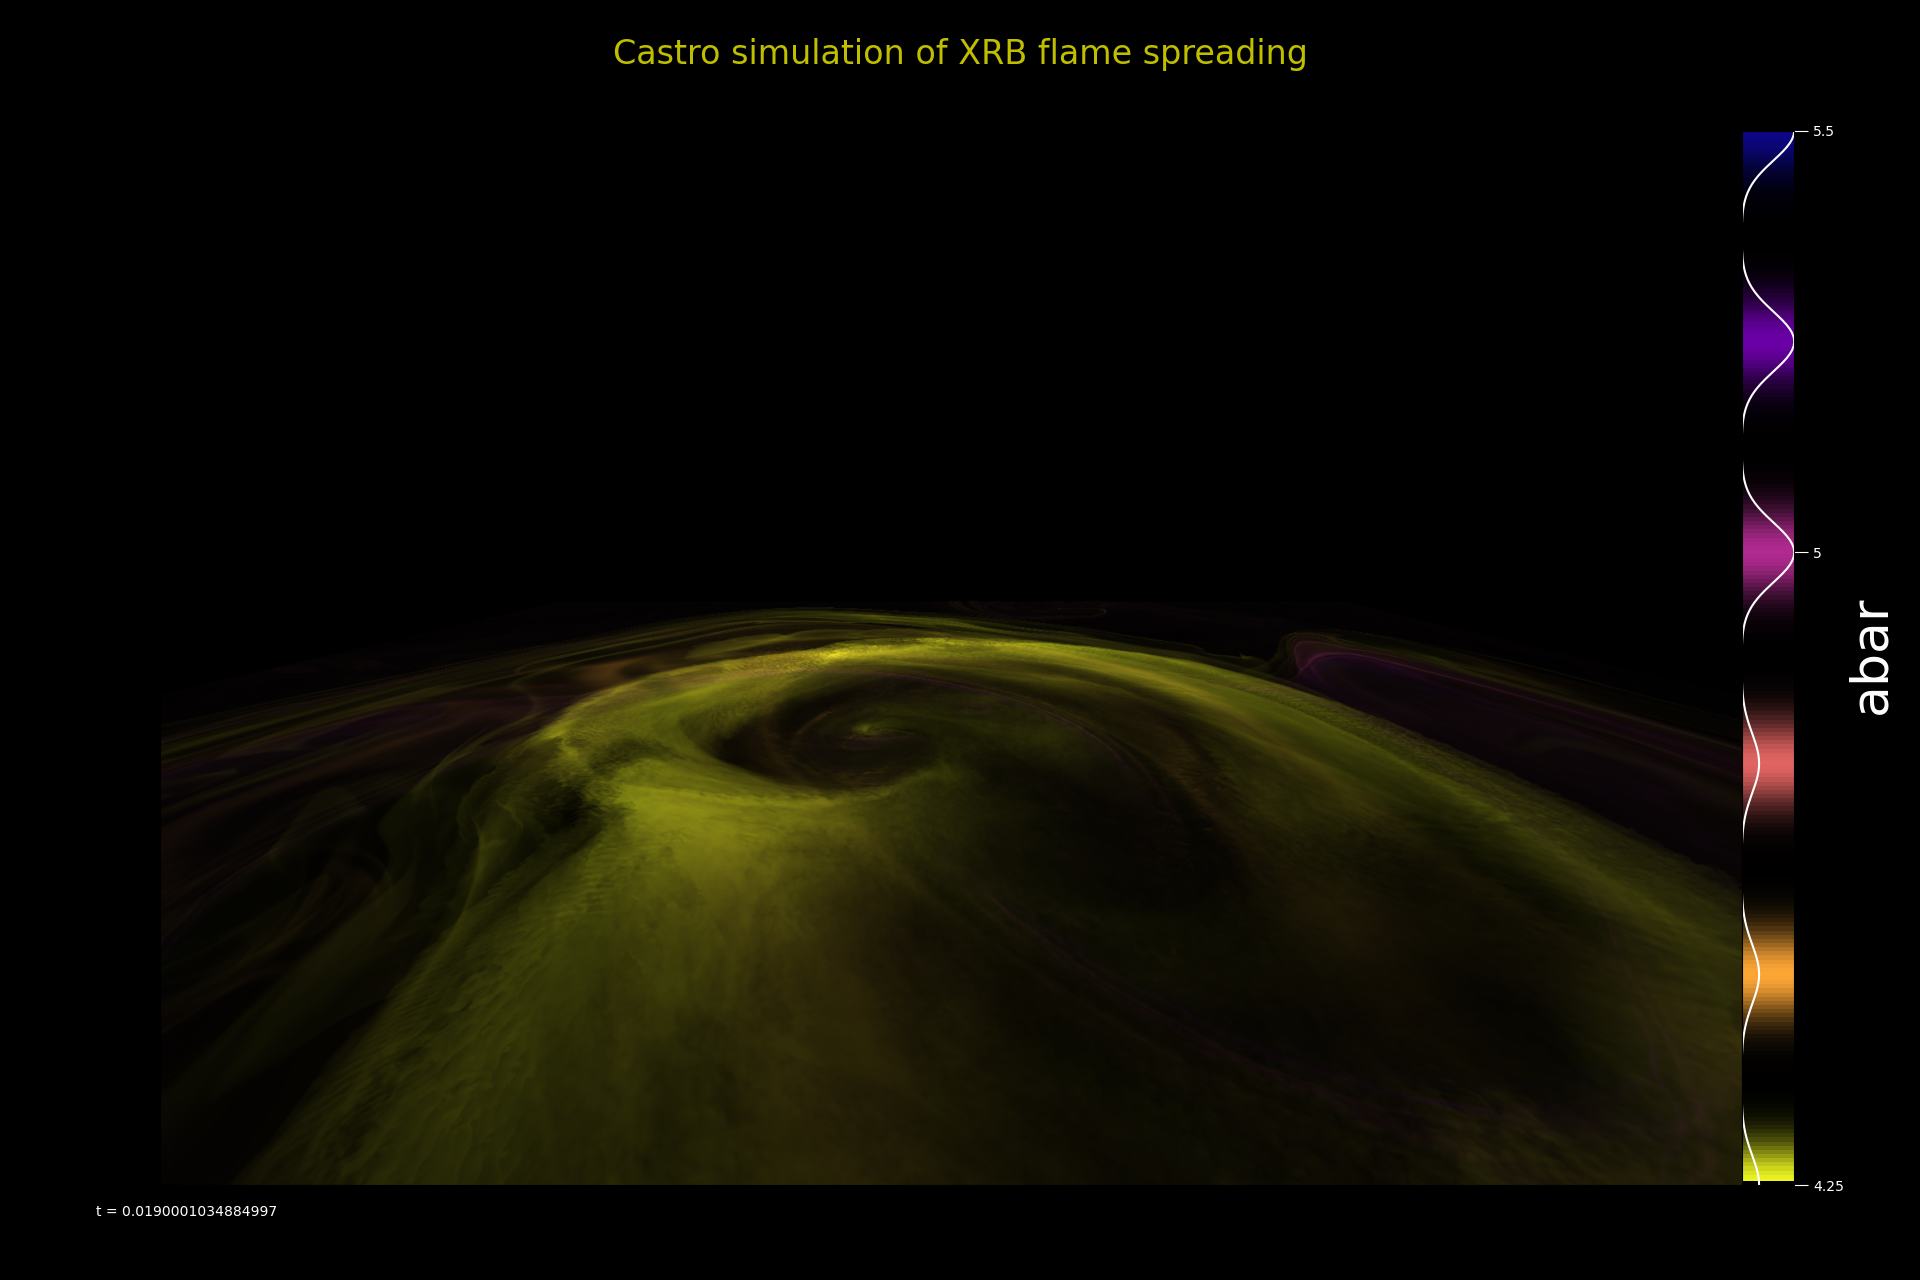 Castro simulation of XRB flame spreading
5.5
5
abar
4.25
t = 0.0190001034884997